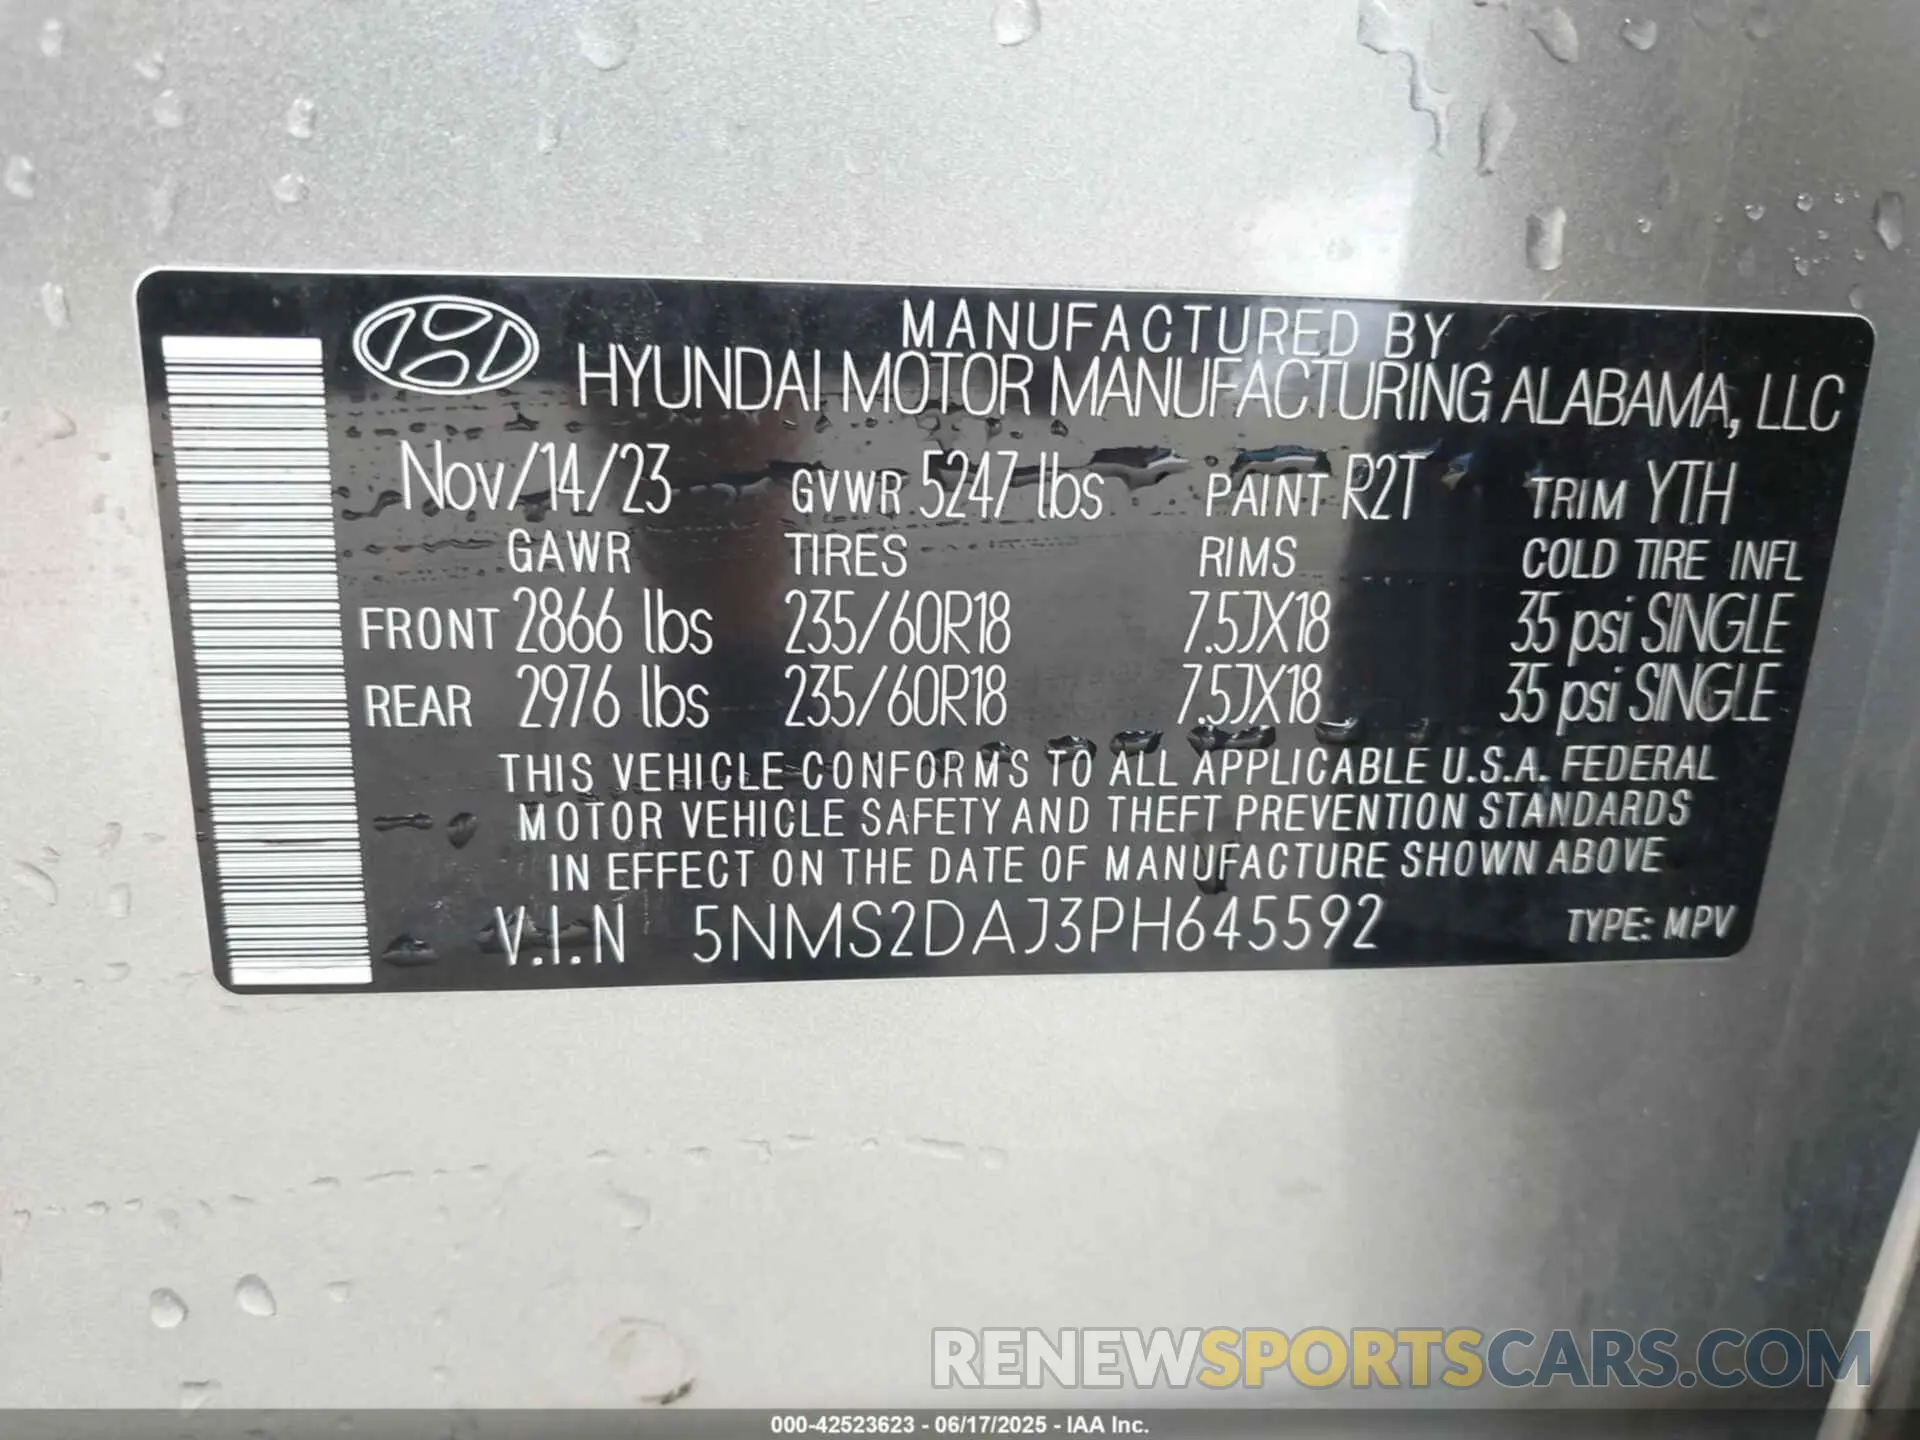 MANUFACTURED BY
HYUNDAI MOTOR MANUFACTURING ALABAMA, LLC
Nov/14/23 GVWR 5247 lbs PAINT R2T TRIM YTH
GAWR TIRES RIMS COLD TIRE INFL
FRONT 2866 lbs 235/60R18 7.5JX18 35 psi SINGLE
REAR 2976 lbs 235/60R18 7.5JX18 35 psi SINGLE
THIS VEHICLE CONFORMS TO ALL APPLICABLE U.S.A. FEDERAL
MOTOR VEHICLE SAFETY AND THEFT PREVENTION STANDARDS
IN EFFECT ON THE DATE OF MANUFACTURE SHOWN ABOVE
V.I.N 5NMS2DAJ3PH645592 TYPE: MPV
RENEWSPORTSCARS.COM
000-42523623 - 06/17/2025 - IAA Inc.